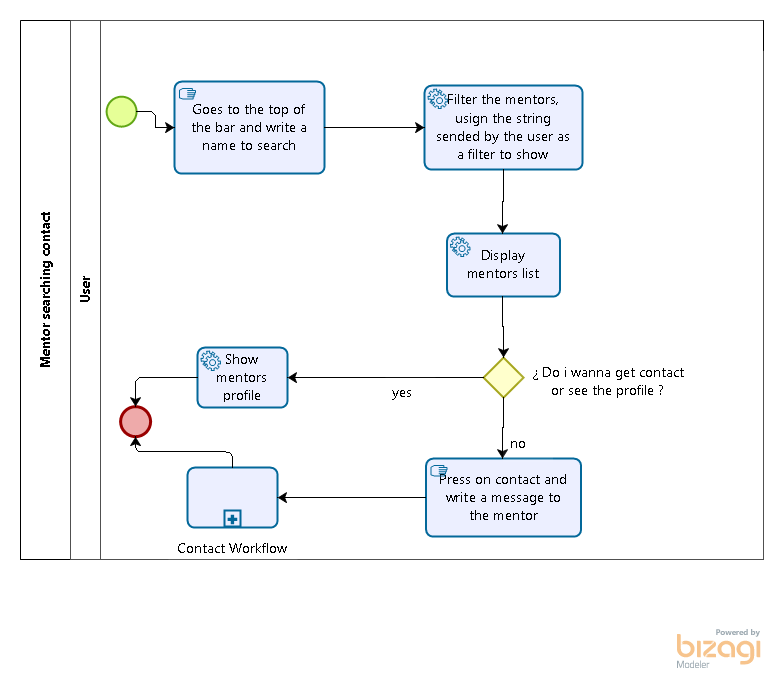 Mentor searching contact
User
Goes to the top of
the bar and write a
name to search
Filter the mentors,
usign the string
sended by the user as
a filter to show
Display
mentors list
¿ Do i wanna get contact
or see the profile ?
yes
Show
mentors
profile
no
Press on contact and
write a message to
the mentor
Contact Workflow
Powered by
bizagi
Modeler